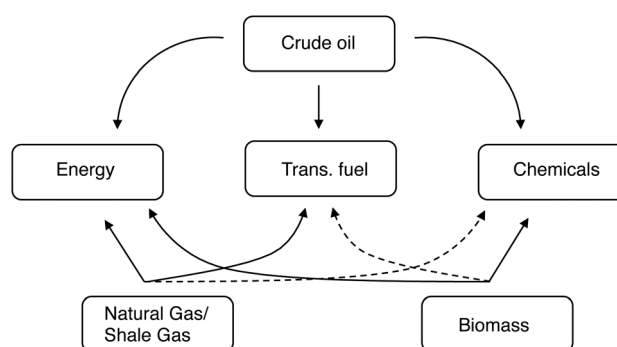 Crude oil
Energy
Trans. fuel
Chemicals
Natural Gas/
Shale Gas
Biomass